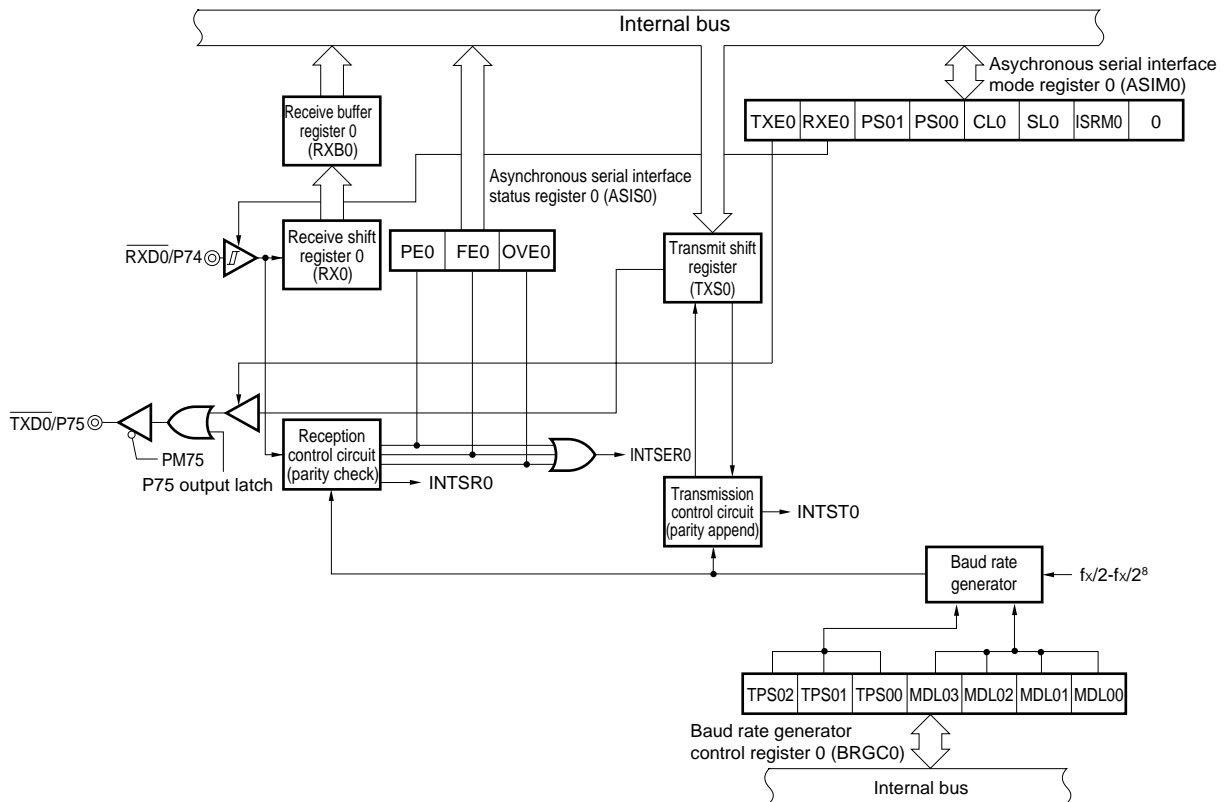 Internal bus
Asychronous serial interface
mode register 0 (ASIM0)
Receive buffer
register 0
(RXB0)
TXE0 RXE0 PS01 PS00 CL0 SL0 ISRM0 0
Asynchronous serial interface
status register 0 (ASIS0)
RXD0/P74
Receive shift
register 0
(RX0)
PE0 FE0 OVE0
Transmit shift
register
(TXS0)
TXD0/P75
PM75
P75 output latch
Reception
control circuit
(parity check)
INTSER0
INTSR0
Transmission
control circuit
(parity append)
INTST0
Baud rate
generator
fX/2-fX/2⁸
TPS02 TPS01 TPS00 MDL03 MDL02 MDL01 MDL00
Baud rate generator
control register 0 (BRGC0)
Internal bus